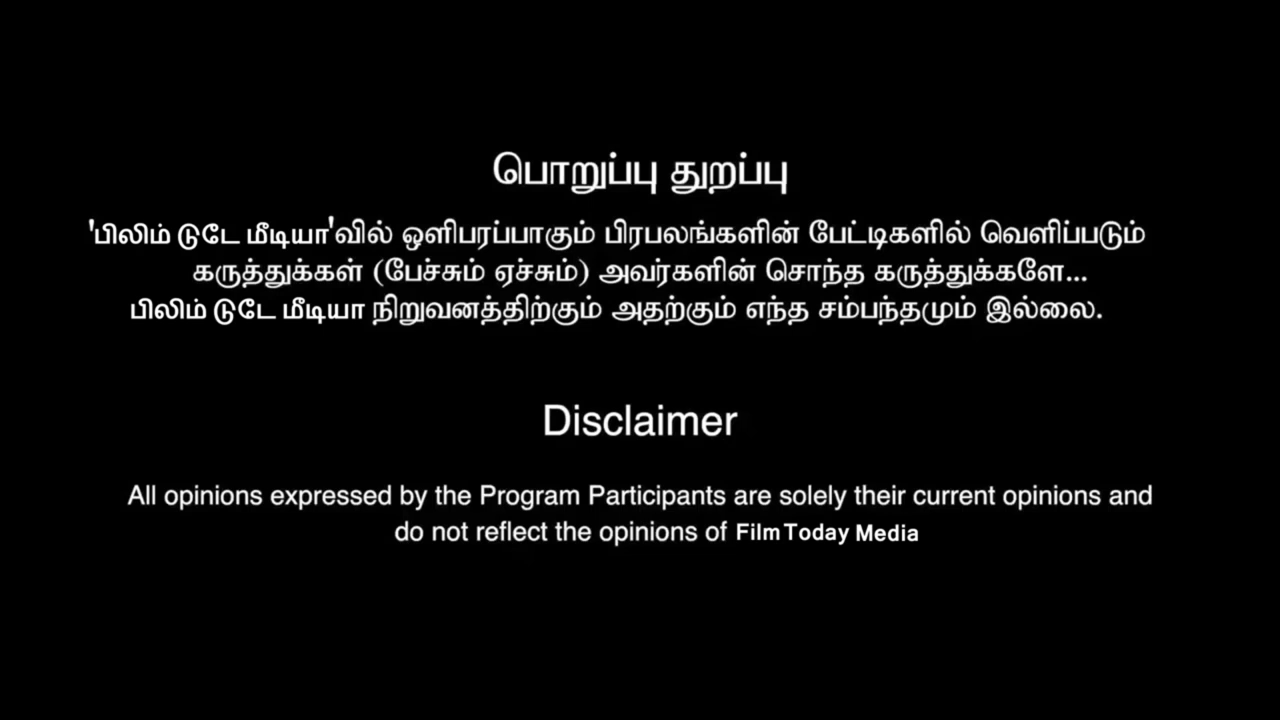 பொறுப்பு துறப்பு
'பிலிம் டுடே மீடியா'வில் ஒளிபரப்பாகும் பிரபலங்களின் பேட்டிகளில் வெளிப்படும்
கருத்துக்கள் (பேச்சும் ஏச்சும்) அவர்களின் சொந்த கருத்துக்களே...
பிலிம் டுடே மீடியா நிறுவனத்திற்கும் அதற்கும் எந்த சம்பந்தமும் இல்லை.
Disclaimer
All opinions expressed by the Program Participants are solely their current opinions and
do not reflect the opinions of Film Today Media